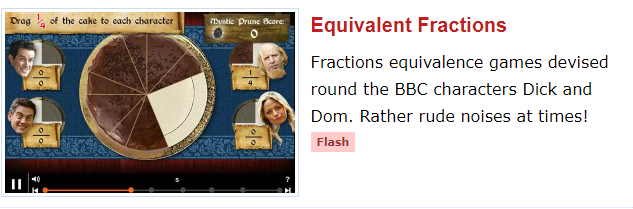 Drag 1/4 of the cake to each character
Mystic Prune Score:
0
0
0
1
4
0
0
0
0
s
?
Equivalent Fractions
Fractions equivalence games devised
round the BBC characters Dick and
Dom. Rather rude noises at times!
Flash